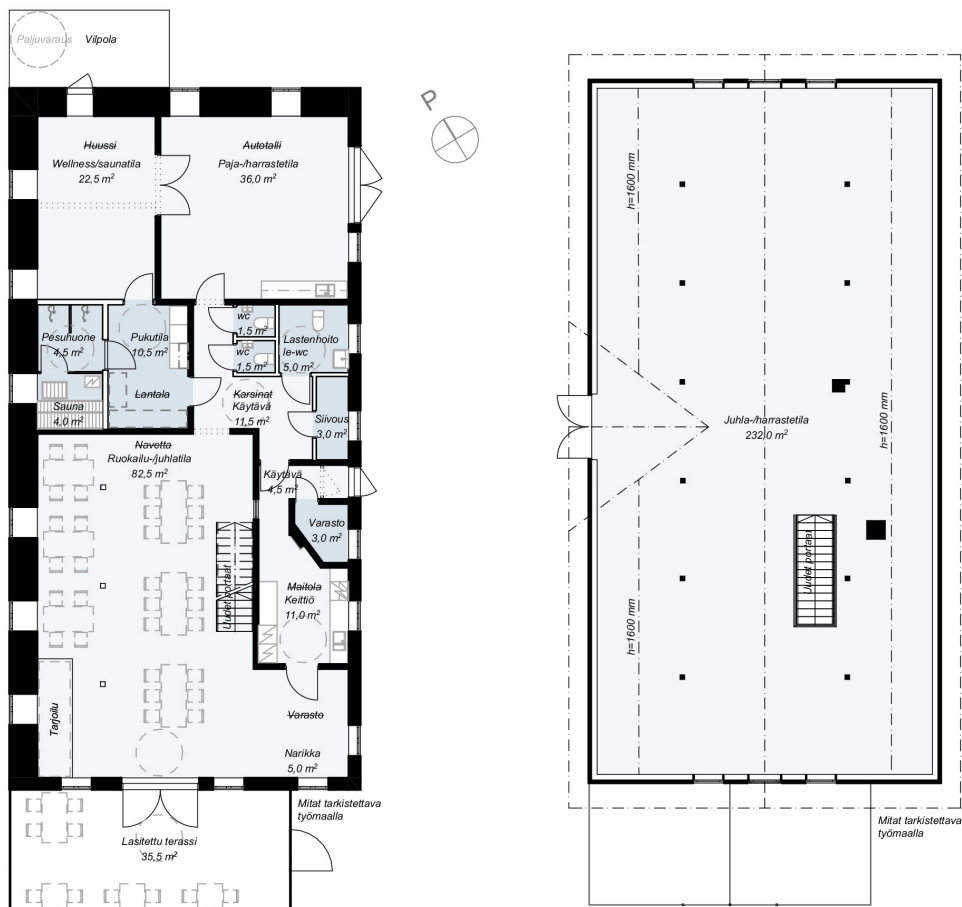 Paljuvaraus
Vilpola
P
Huussi
Wellness/saunatila
22,5 m²
Autotalli
Paja-/harrastetila
36,0 m²
wc
1,5 m²
wc
1,5 m²
Lastenhoito
le-wc
5,0 m²
Pesuhuone
4,5 m²
Pukutila
10,5 m²
Lantala
Karsinat
Käytävä
11,5 m²
Siivous
3,0 m²
Sauna
4,0 m²
Navetta
Ruokailu-/juhlatila
82,5 m²
Käytävä
4,5 m²
Varasto
3,0 m²
Uudet portaat
Maitola
Keittiö
11,0 m²
Tarjoilu
Varasto
Narikka
5,0 m²
Mitat tarkistettava
työmaalla
Lasitettu terassi
35,5 m²
h=1600 mm
h=1600 mm
Juhla-/harrastetila
232,0 m²
Uudet portaat
h=1600 mm
Mitat tarkistettava
työmaalla